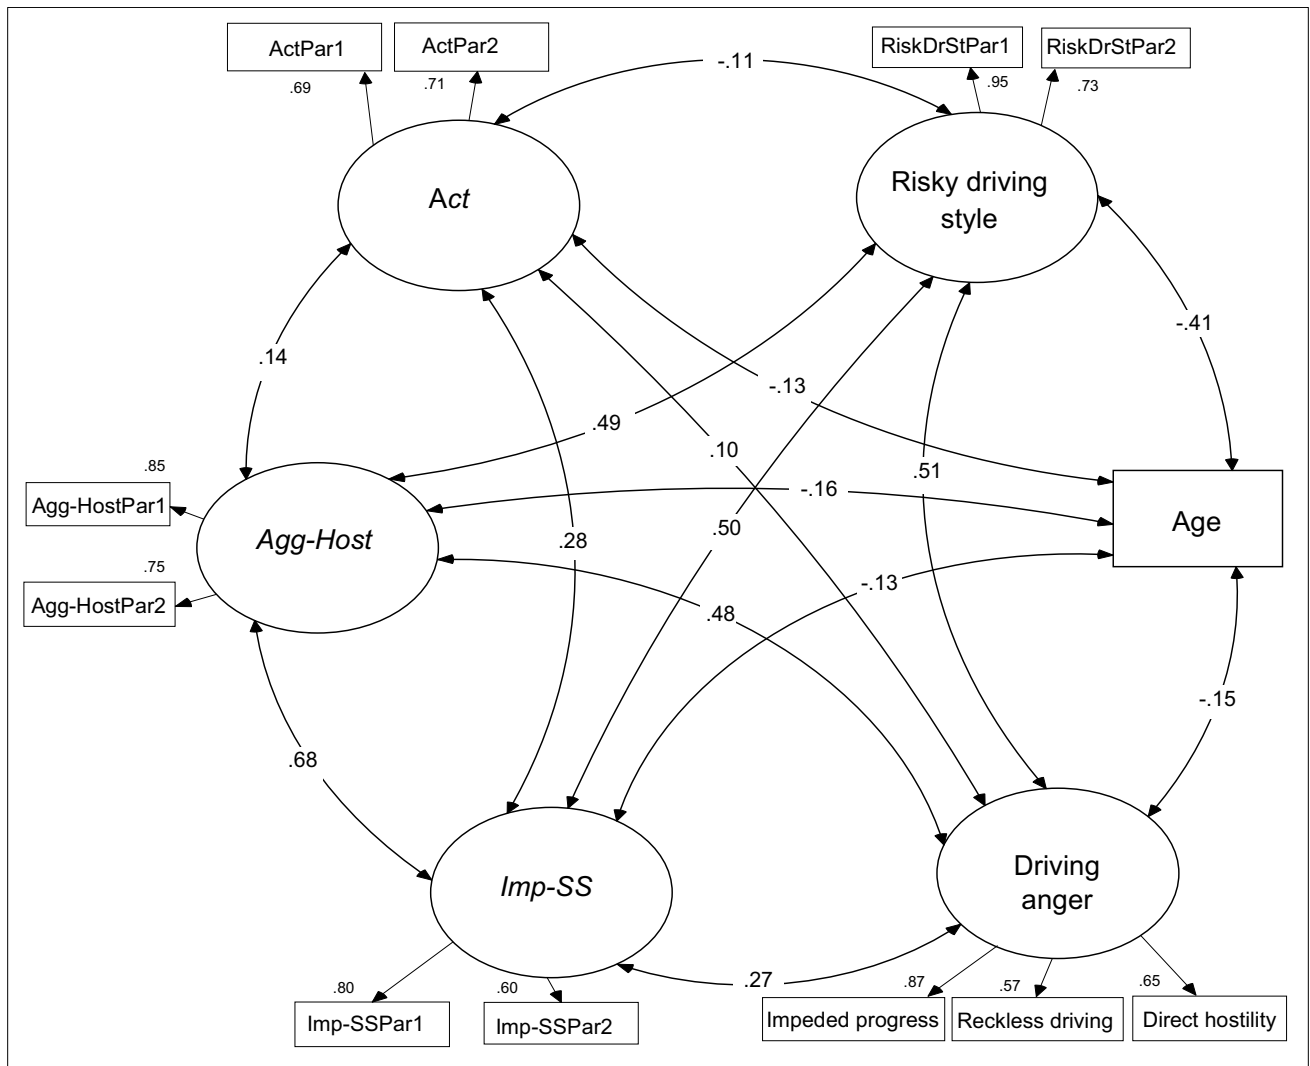 ActPar1
ActPar2
RiskDrStPar1
RiskDrStPar2
.69
.71
-.11
.95
.73
Act
Risky driving
style
-.41
.14
-.13
.49
.10
.51
.85
Agg-HostPar1
-.16
Age
.50
.28
Agg-Host
.75
Agg-HostPar2
-.13
.48
-.15
.68
Imp-SS
Driving
anger
.27
.80
.60
.87
.57
.65
Imp-SSPar1
Imp-SSPar2
Impeded progress
Reckless driving
Direct hostility